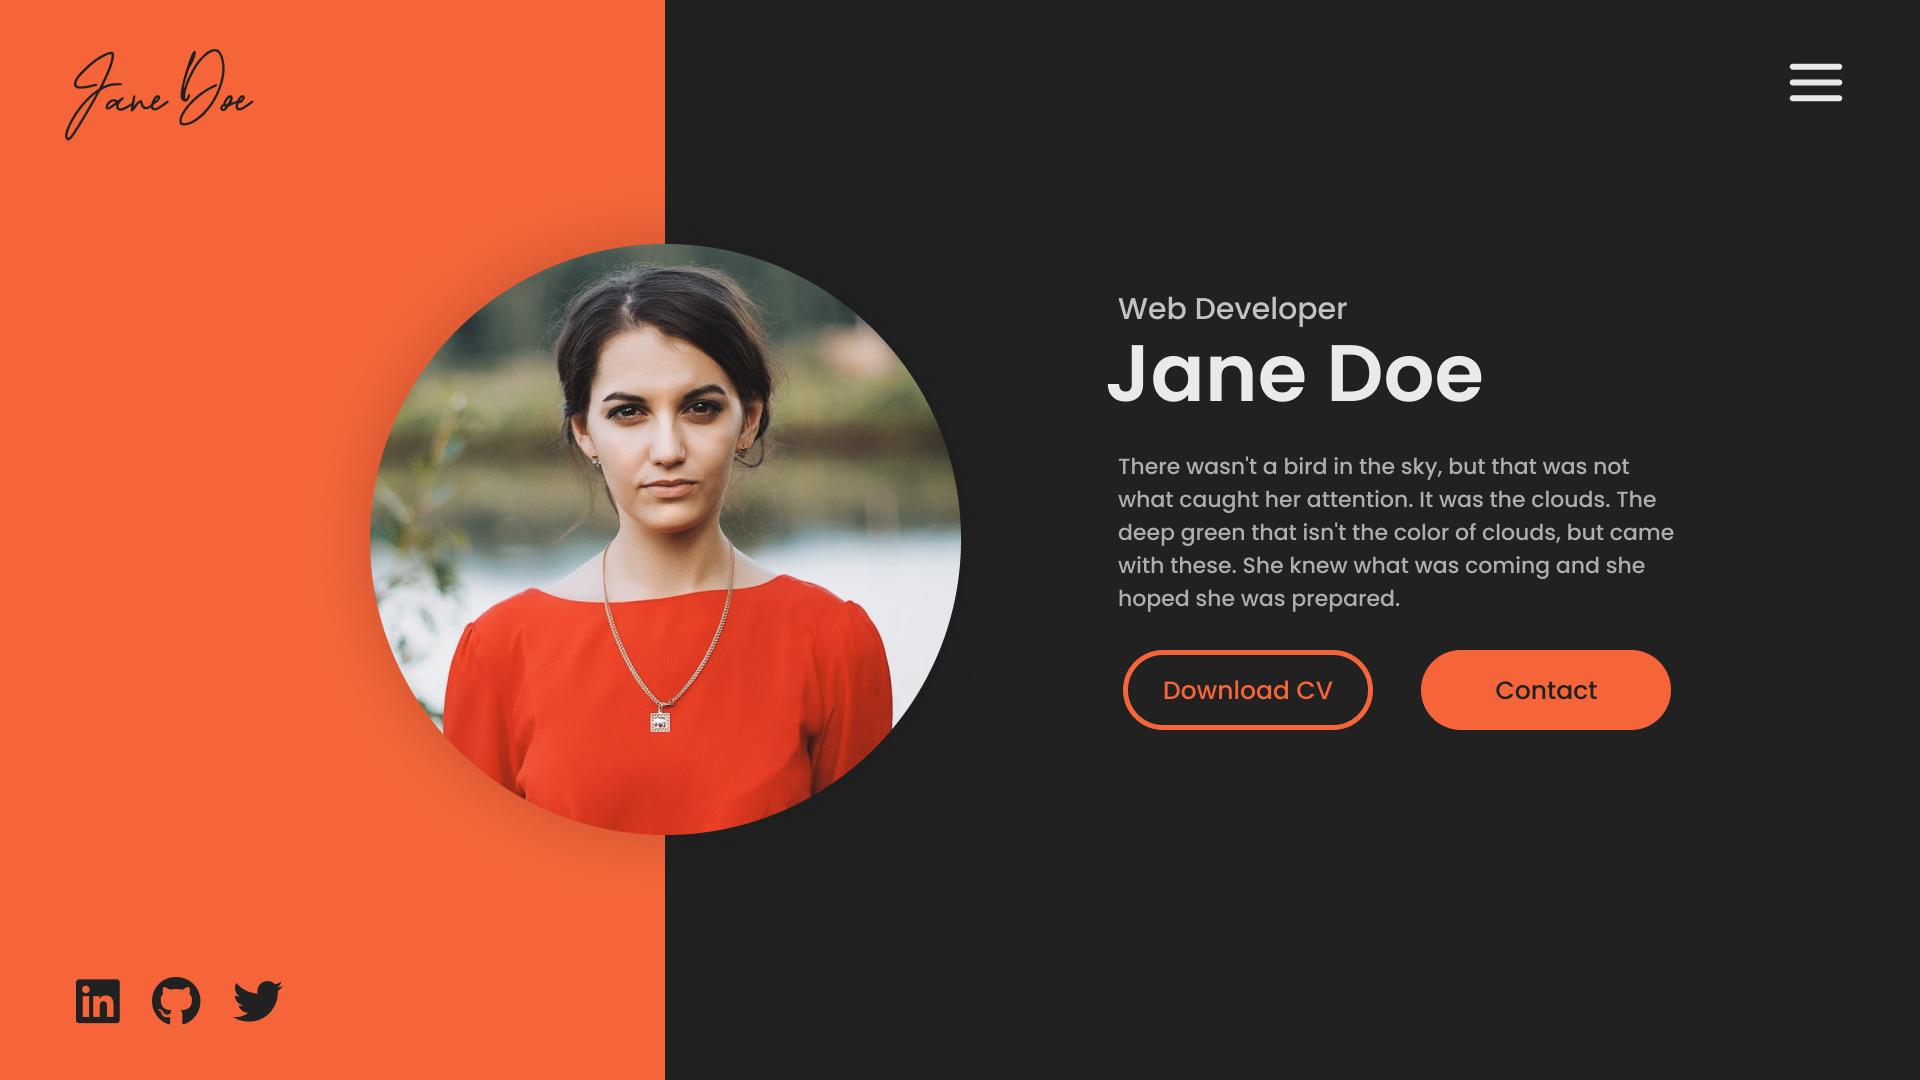 Jane Doe
Web Developer
Jane Doe
There wasn't a bird in the sky, but that was not
what caught her attention. It was the clouds. The
deep green that isn't the color of clouds, but came
with these. She knew what was coming and she
hoped she was prepared.
Download CV
Contact
in